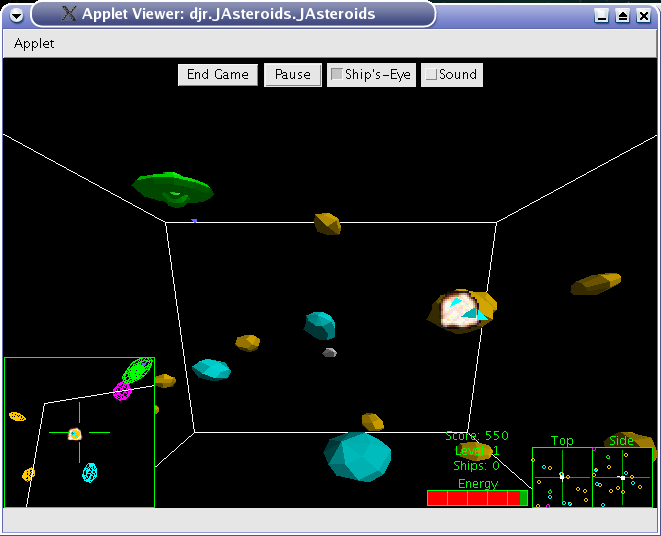 Applet Viewer: djr.JAsteroids.JAsteroids
Applet
End Game Pause Ship's-Eye Sound
Score: 550
Level: 1
Ships: 0
Energy
Top Side